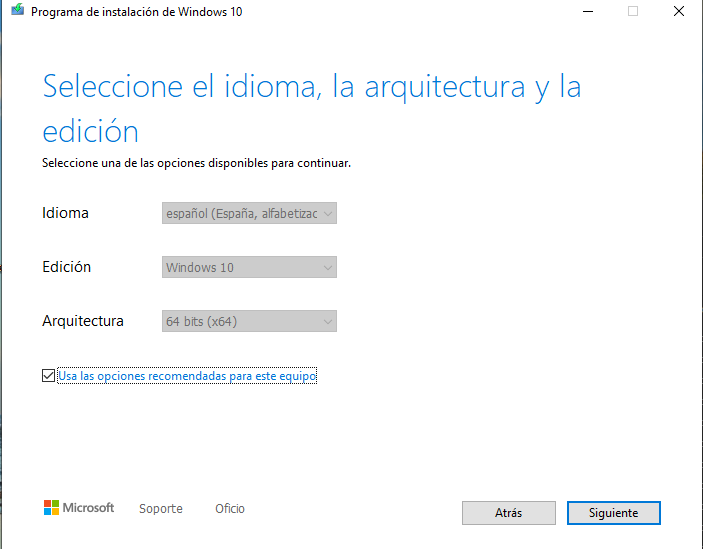 Programa de instalación de Windows 10
Seleccione el idioma, la arquitectura y la
edición
Seleccione una de las opciones disponibles para continuar.
Idioma
español (España, alfabetizac
Edición
Windows 10
Arquitectura
64 bits (x64)
Usa las opciones recomendadas para este equipo
Microsoft
Soporte
Oficio
Atrás
Siguiente